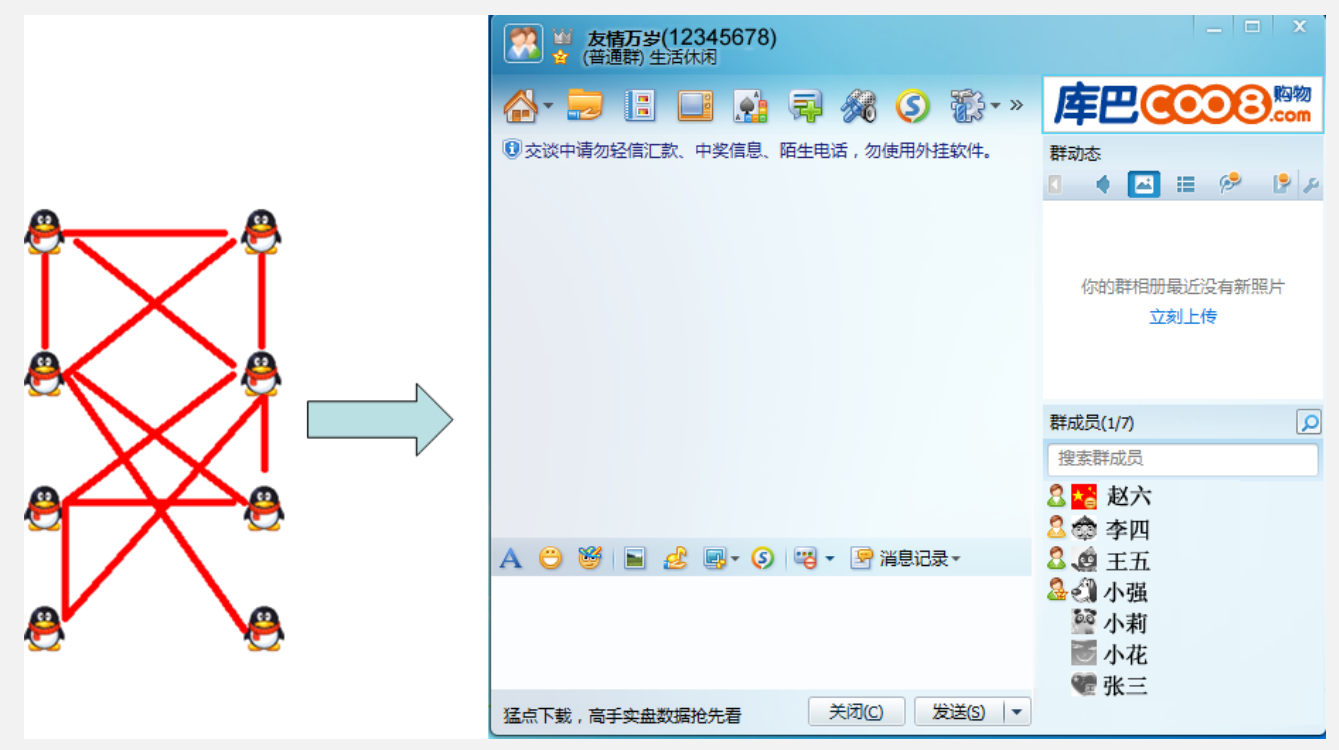 友情万岁(12345678)
(普通群) 生活休闲
库巴COO8购物.com
交谈中请勿轻信汇款、中奖信息、陌生电话，勿使用外挂软件。
群动态
你的群相册最近没有新照片
立刻上传
群成员(1/7)
搜索群成员
赵六
李四
王五
小强
小莉
小花
张三
A
消息记录
猛点下载，高手实盘数据抢先看
关闭(C)
发送(S)